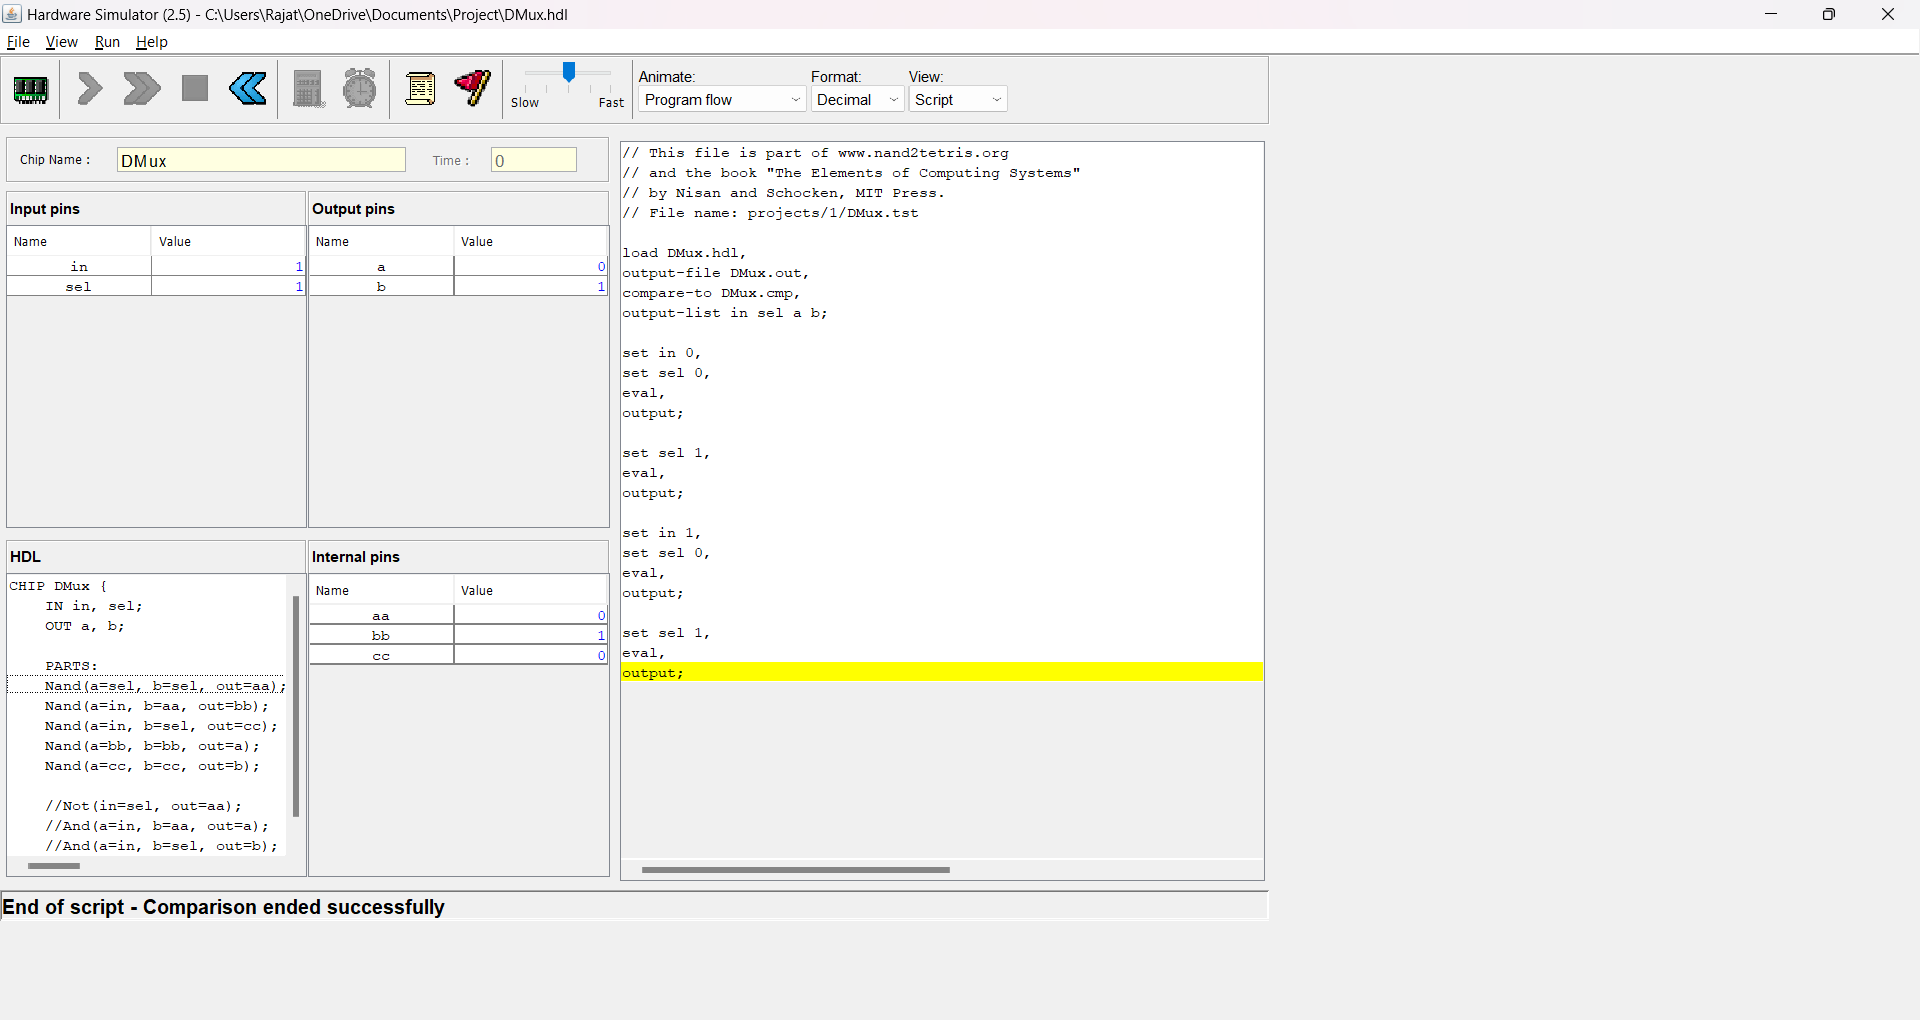 Hardware Simulator (2.5) - C:\Users\Rajat\OneDrive\Documents\Project\DMux.hdl
File View Run Help
Slow Fast
Animate: Format: View:
Program flow Decimal Script
Chip Name : DMux Time : 0
Input pins
Name Value
in 1
sel 1
Output pins
Name Value
a 0
b 1
HDL
CHIP DMux {
    IN in, sel;
    OUT a, b;

    PARTS:
    Nand(a=sel, b=sel, out=aa);
    Nand(a=in, b=aa, out=bb);
    Nand(a=in, b=sel, out=cc);
    Nand(a=bb, b=bb, out=a);
    Nand(a=cc, b=cc, out=b);

    //Not(in=sel, out=aa);
    //And(a=in, b=aa, out=a);
    //And(a=in, b=sel, out=b);
Internal pins
Name Value
aa 0
bb 1
cc 0
// This file is part of www.nand2tetris.org
// and the book "The Elements of Computing Systems"
// by Nisan and Schocken, MIT Press.
// File name: projects/1/DMux.tst

load DMux.hdl,
output-file DMux.out,
compare-to DMux.cmp,
output-list in sel a b;

set in 0,
set sel 0,
eval,
output;

set sel 1,
eval,
output;

set in 1,
set sel 0,
eval,
output;

set sel 1,
eval,
output;
End of script - Comparison ended successfully